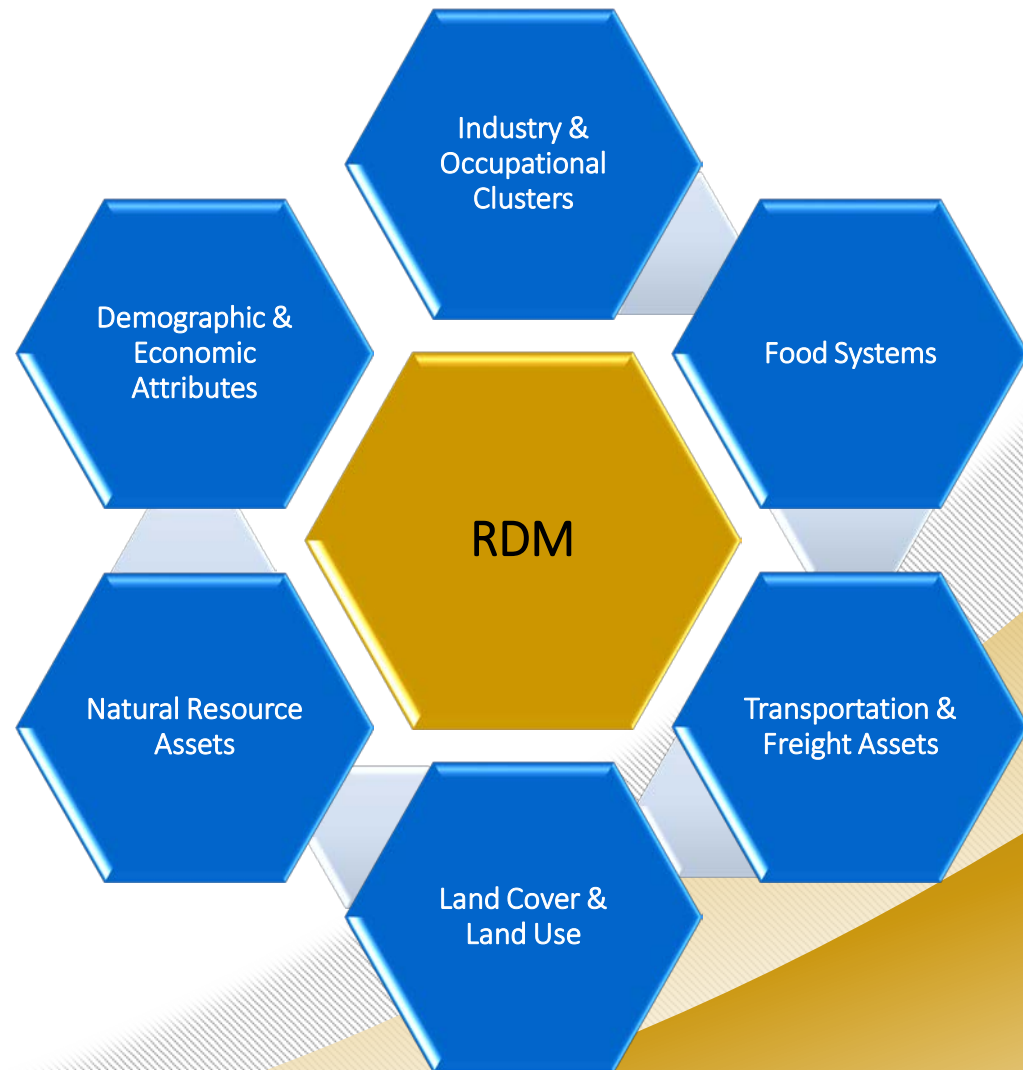 Industry &
Occupational
Clusters
Demographic &
Economic
Attributes
Food Systems
RDM
Natural Resource
Assets
Transportation &
Freight Assets
Land Cover &
Land Use